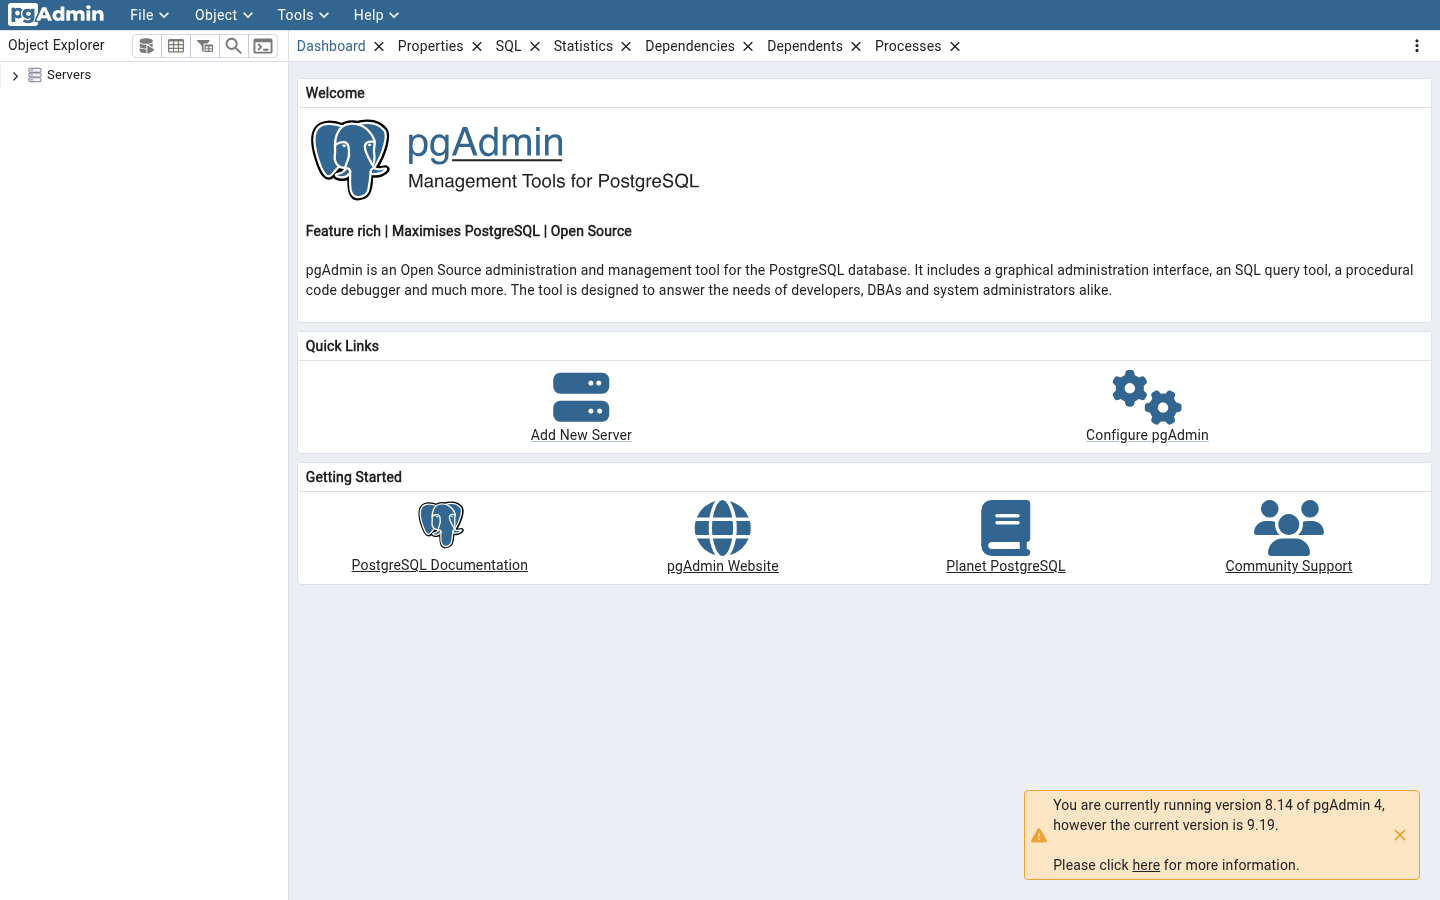 pgAdmin File Object Tools Help
Object Explorer
Dashboard Properties SQL Statistics Dependencies Dependents Processes
Servers
Welcome
pgAdmin
Management Tools for PostgreSQL
Feature rich | Maximises PostgreSQL | Open Source
pgAdmin is an Open Source administration and management tool for the PostgreSQL database. It includes a graphical administration interface, an SQL query tool, a procedural
code debugger and much more. The tool is designed to answer the needs of developers, DBAs and system administrators alike.
Quick Links
Add New Server Configure pgAdmin
Getting Started
PostgreSQL Documentation pgAdmin Website Planet PostgreSQL Community Support
You are currently running version 8.14 of pgAdmin 4,
however the current version is 9.19.
Please click here for more information.